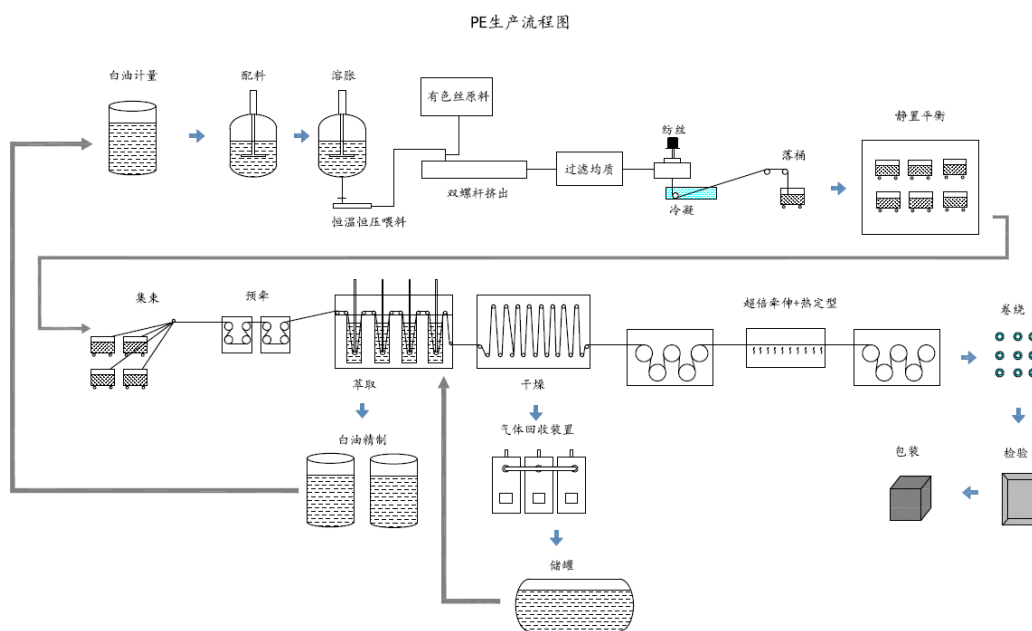 PE生产流程图
白油计量
配料
溶胀
有色丝原料
恒温恒压喂料
双螺杆挤出
过滤均质
纺丝
冷凝
落桶
静置平衡
集束
预牵
萃取
干燥
超倍牵伸+热定型
卷绕
白油精制
气体回收装置
储罐
包装
检验